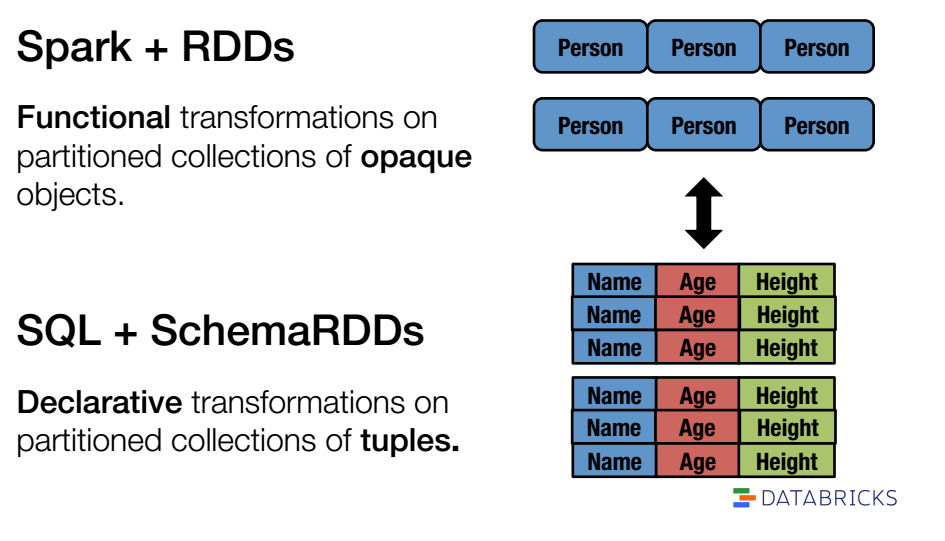 Spark + RDDs
Functional transformations on
partitioned collections of opaque
objects.
Person Person Person
Person Person Person
SQL + SchemaRDDs
Declarative transformations on
partitioned collections of tuples.
Name Age Height
Name Age Height
Name Age Height
Name Age Height
Name Age Height
Name Age Height
DATABRICKS